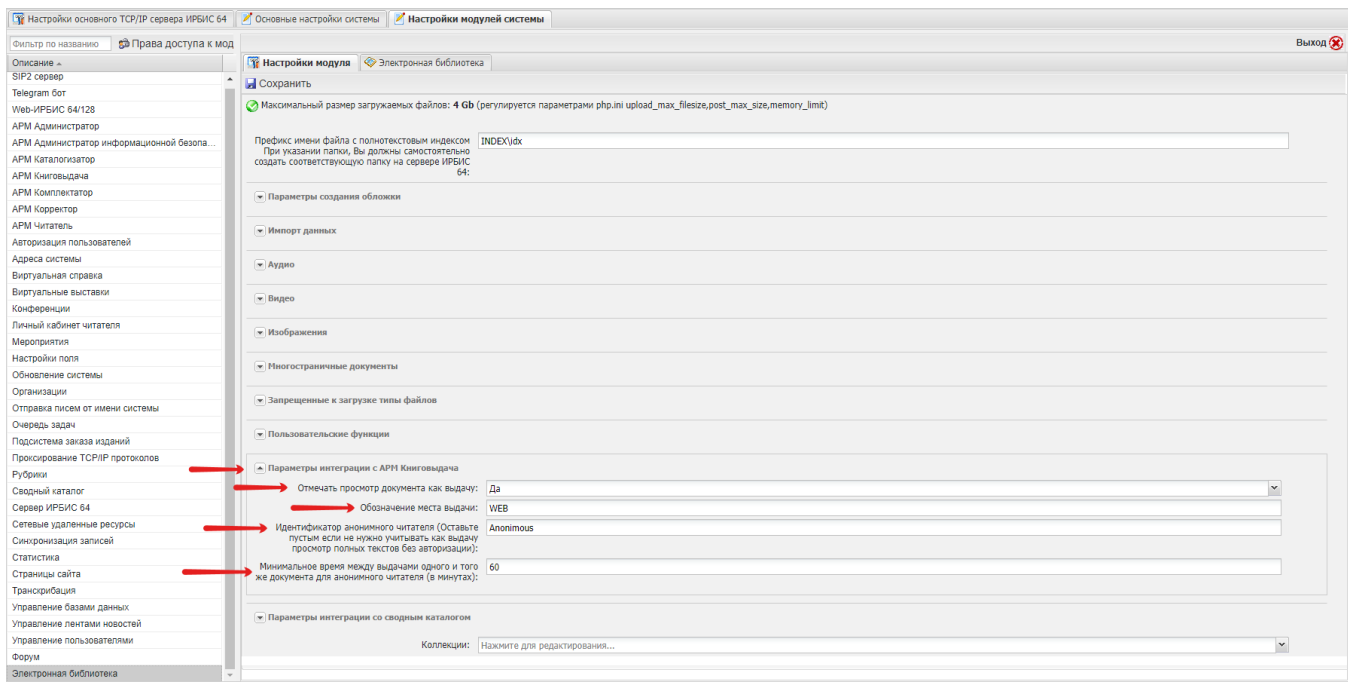 Настройки основного TCP/IP сервера ИРБИС 64
Основные настройки системы
Настройки модулей системы
Фильтр по названию
Права доступа к мод
Выход
Описание
SIP2 сервер
Telegram бот
Web-ИРБИС 64/128
АРМ Администратор
АРМ Администратор информационной безопа...
АРМ Каталогизатор
АРМ Книговыдача
АРМ Комплектатор
АРМ Корректор
АРМ Читатель
Авторизация пользователей
Адреса системы
Виртуальная справка
Виртуальные выставки
Конференции
Личный кабинет читателя
Мероприятия
Настройки поля
Обновление системы
Организации
Отправка писем от имени системы
Очередь задач
Подсистема заказа изданий
Проксирование TCP/IP протоколов
Рубрики
Сводный каталог
Сервер ИРБИС 64
Сетевые удаленные ресурсы
Синхронизация записей
Статистика
Страницы сайта
Транскрибация
Управление базами данных
Управление лентами новостей
Управление пользователями
Форум
Электронная библиотека
Настройки модуля
Электронная библиотека
Сохранить
Максимальный размер загружаемых файлов: 4 Gb (регулируется параметрами php.ini upload_max_filesize,post_max_size,memory_limit)
Префикс имени файла с полнотекстовым индексом
При указании папки, Вы должны самостоятельно
создать соответствующую папку на сервере ИРБИС
64:
INDEX\idx
Параметры создания обложки
Импорт данных
Аудио
Видео
Изображения
Многостраничные документы
Запрещенные к загрузке типы файлов
Пользовательские функции
Параметры интеграции с АРМ Книговыдача
Отмечать просмотр документа как выдачу:
Да
Обозначение места выдачи:
WEB
Идентификатор анонимного читателя (Оставьте
пустым если не нужно учитывать как выдачу
просмотр полных текстов без авторизации):
Anonimous
Минимальное время между выдачами одного и того
же документа для анонимного читателя (в минутах):
60
Параметры интеграции со сводным каталогом
Коллекции:
Нажмите для редактирования...